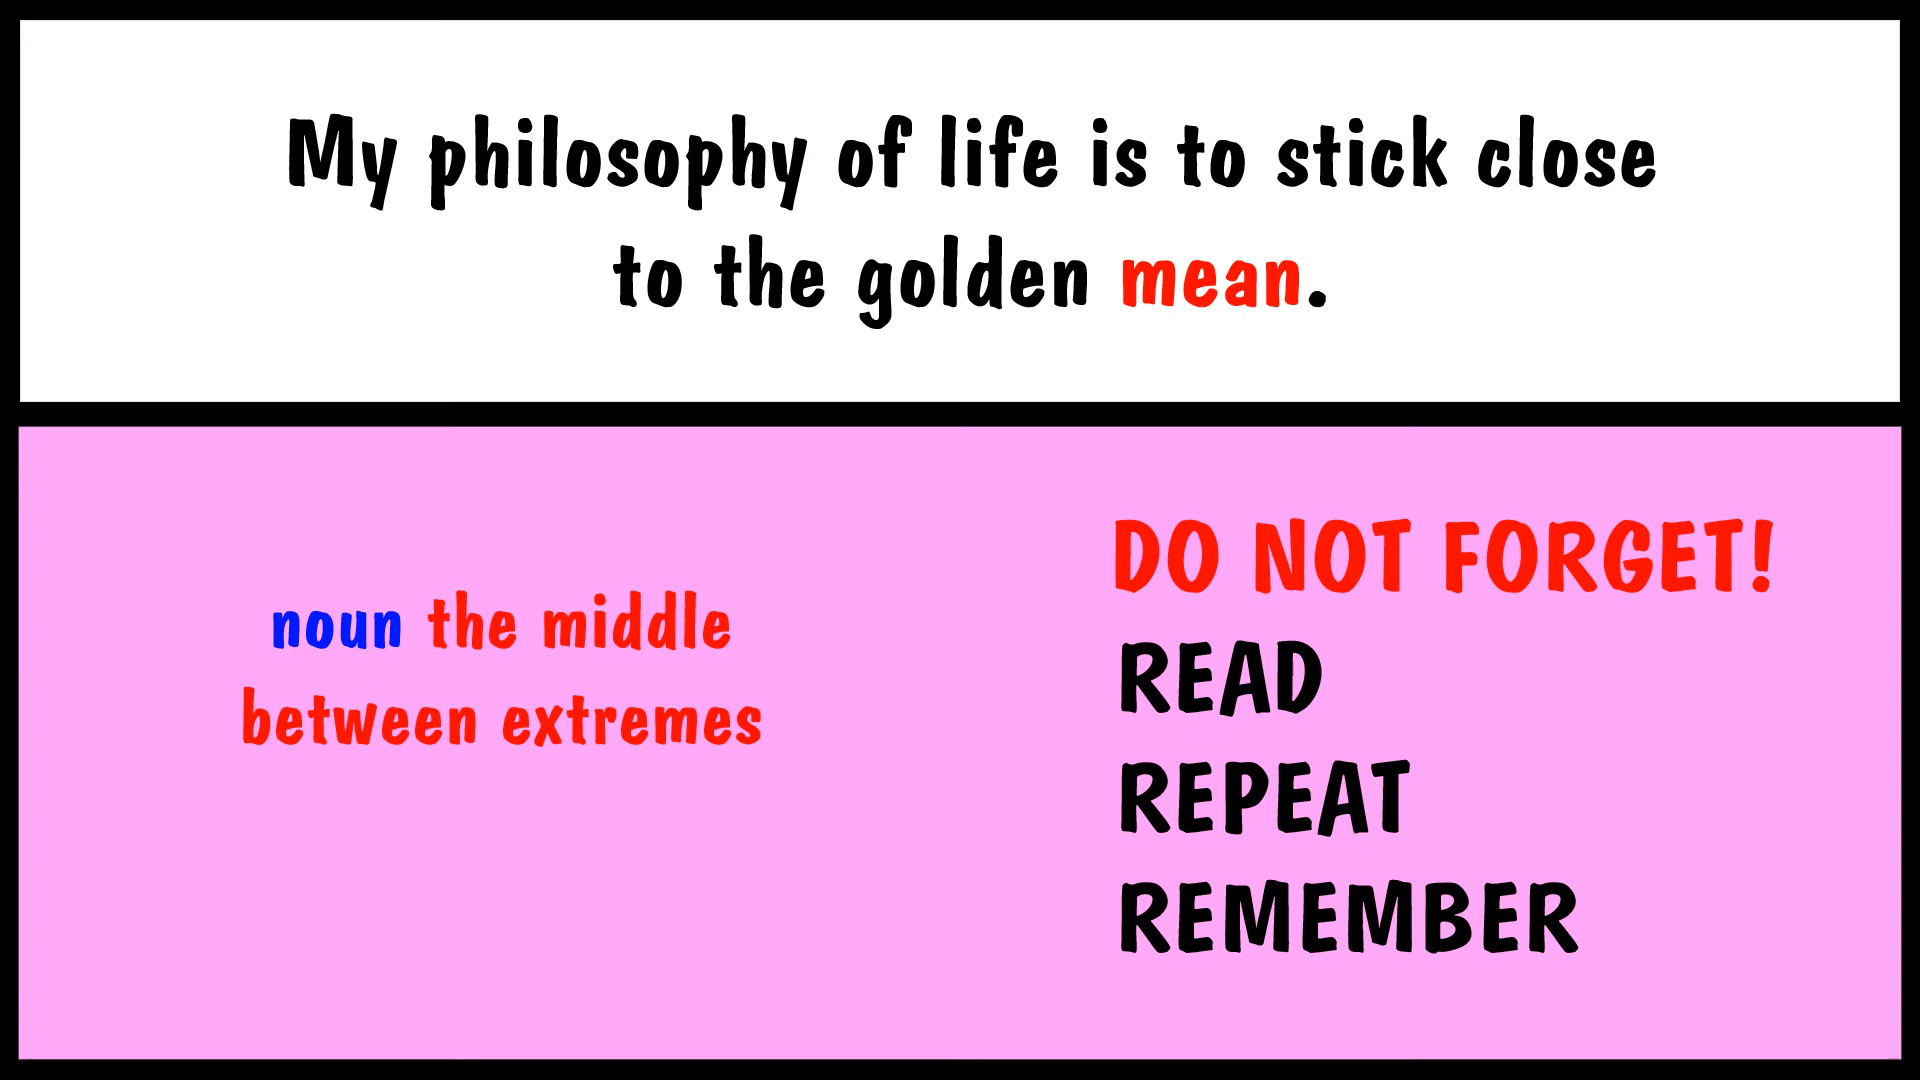 My philosophy of life is to stick close
to the golden mean.
noun the middle
between extremes
DO NOT FORGET!
READ
REPEAT
REMEMBER